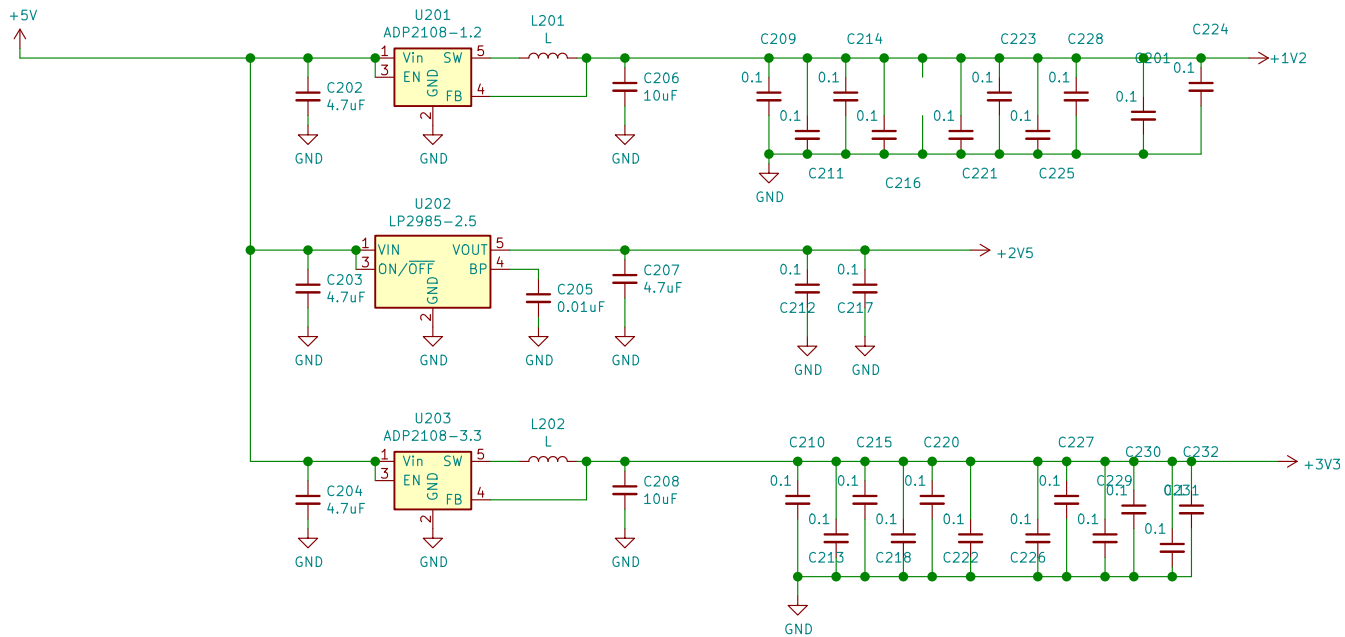 +5V
U201
ADP2108-1.2
L201
L
C209
C214
C223
C228
C224
1
Vin
SW
5
3
EN
GND
FB
4
2
C202
4.7uF
C206
10uF
0.1
0.1
0.1
0.1
C201
0.1
+1V2
0.1
0.1
0.1
0.1
0.1
GND
GND
GND
GND
C211
C216
C221
C225
U202
LP2985-2.5
1
VIN
VOUT
5
3
ON/OFF
BP
4
GND
2
C203
4.7uF
C205
0.01uF
C207
4.7uF
0.1
0.1
C212
C217
+2V5
GND
GND
GND
GND
GND
GND
U203
ADP2108-3.3
L202
L
C210
C215
C220
C227
C230
C232
1
Vin
SW
5
3
EN
GND
FB
4
2
C204
4.7uF
C208
10uF
0.1
0.1
0.1
0.1
C229
0.1
0.1
C231
+3V3
0.1
0.1
0.1
0.1
0.1
0.1
C213
C218
C222
C226
GND
GND
GND
GND